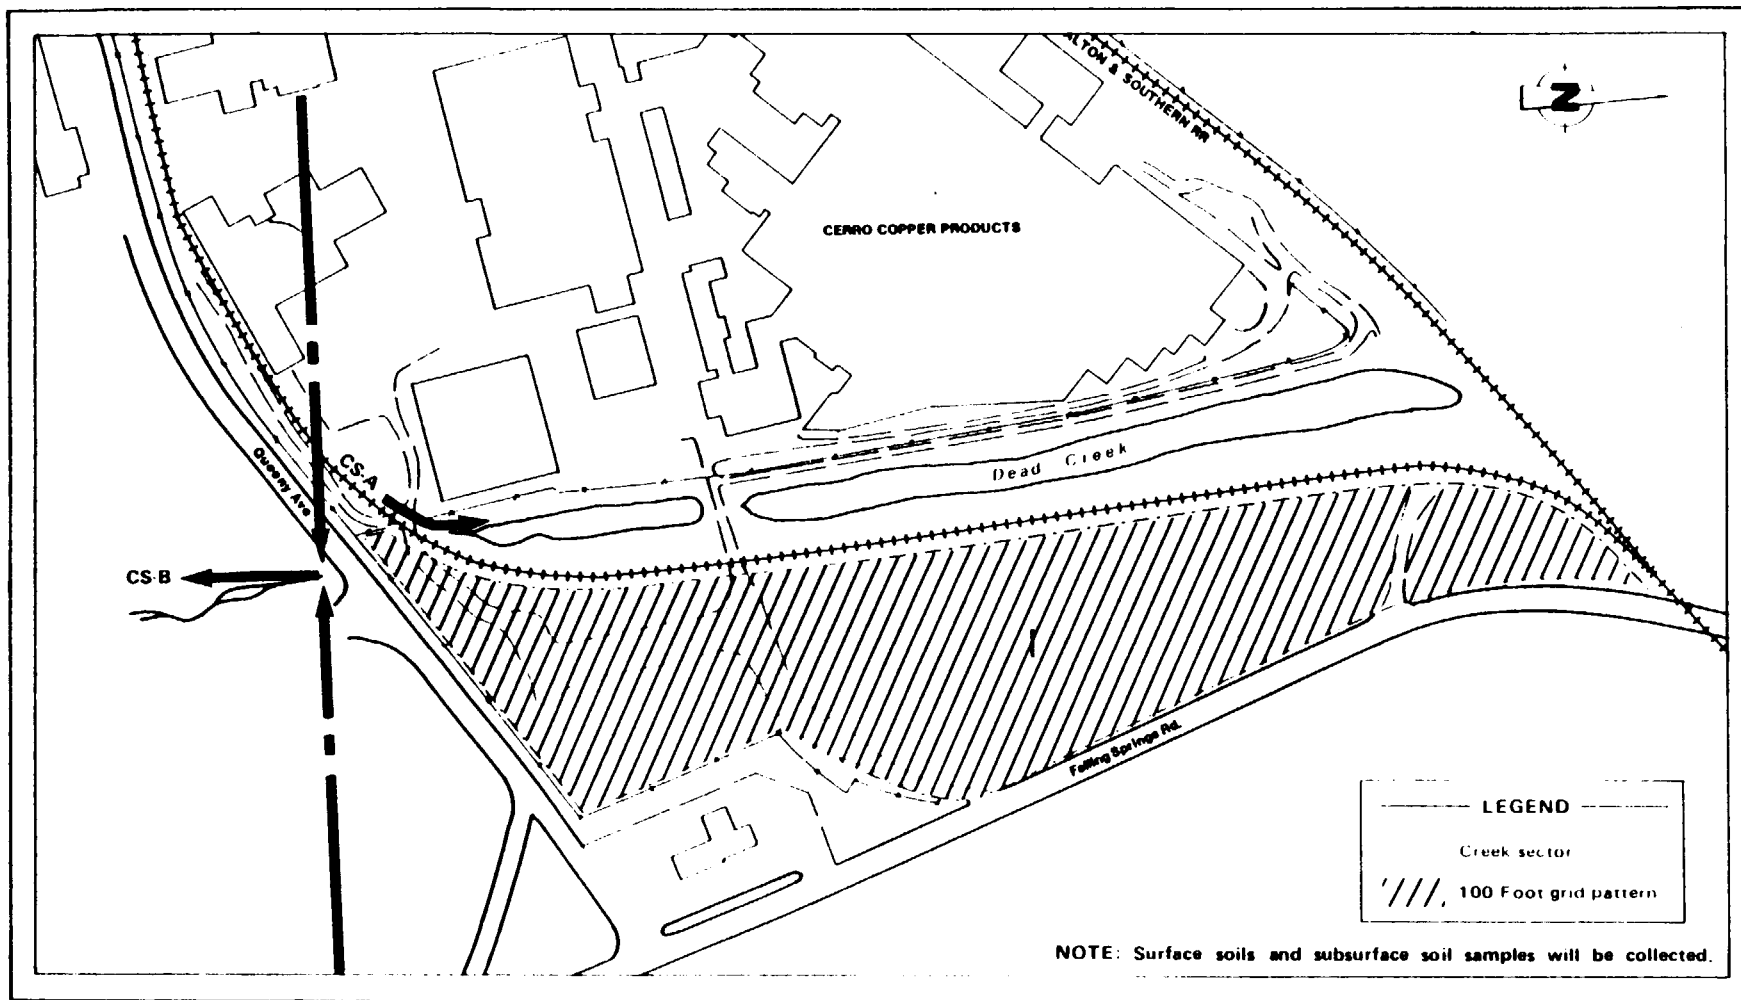 ALTON & SOUTHERN RR
N
CERRO COPPER PRODUCTS
Queeny Ave
CS-A
Dead Creek
CS-B
I
Falling Springs Rd.
LEGEND
Creek sector
100 Foot grid pattern
NOTE: Surface soils and subsurface soil samples will be collected.